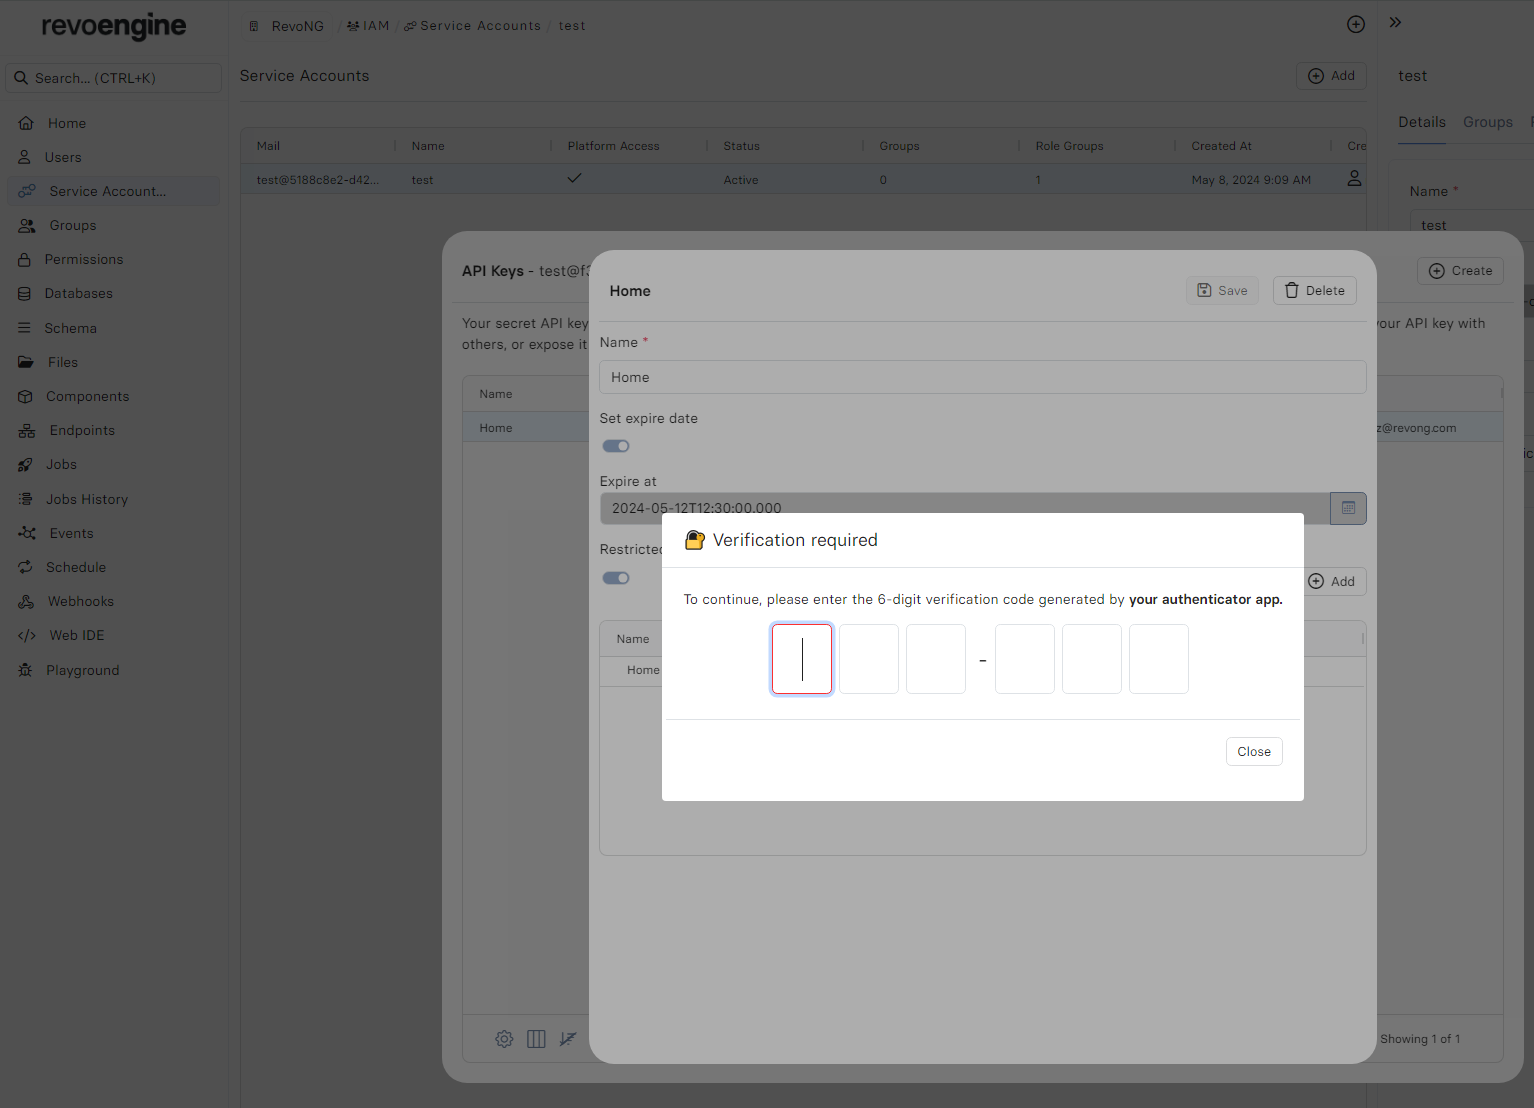 revoengine
RevoNG / IAM / Service Accounts / test
Search... (CTRL+K)
Service Accounts
Add
test
Home
Users
Service Account...
Groups
Permissions
Databases
Schema
Files
Components
Endpoints
Jobs
Jobs History
Events
Schedule
Webhooks
Web IDE
Playground
Details Groups
Mail Name Platform Access Status Groups Role Groups Created At Cre
test@5188c8e2-d42... test Active 0 1 May 8, 2024 9:09 AM
Name *
test
API Keys - test@f3
Create
Your secret API key
your API key with
others, or expose it
Name
Home
z@revong.com
Showing 1 of 1
Home
Save
Delete
Name *
Home
Set expire date
Expire at
2024-05-12T12:30:00.000
Restricted
Add
Name
Home
Verification required
To continue, please enter the 6-digit verification code generated by your authenticator app.
-
Close